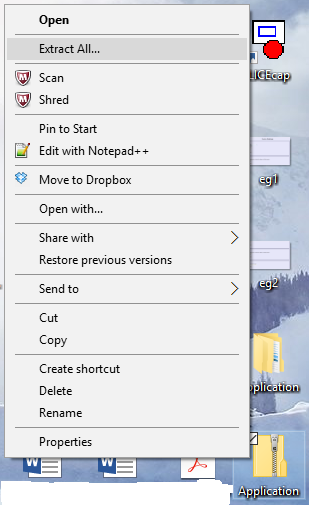 Open
Extract All...
Scan
Shred
Pin to Start
Edit with Notepad++
Move to Dropbox
Open with...
Share with
Restore previous versions
Send to
Cut
Copy
Create shortcut
Delete
Rename
Properties
LICEcap
eg1
eg2
pplication
Application